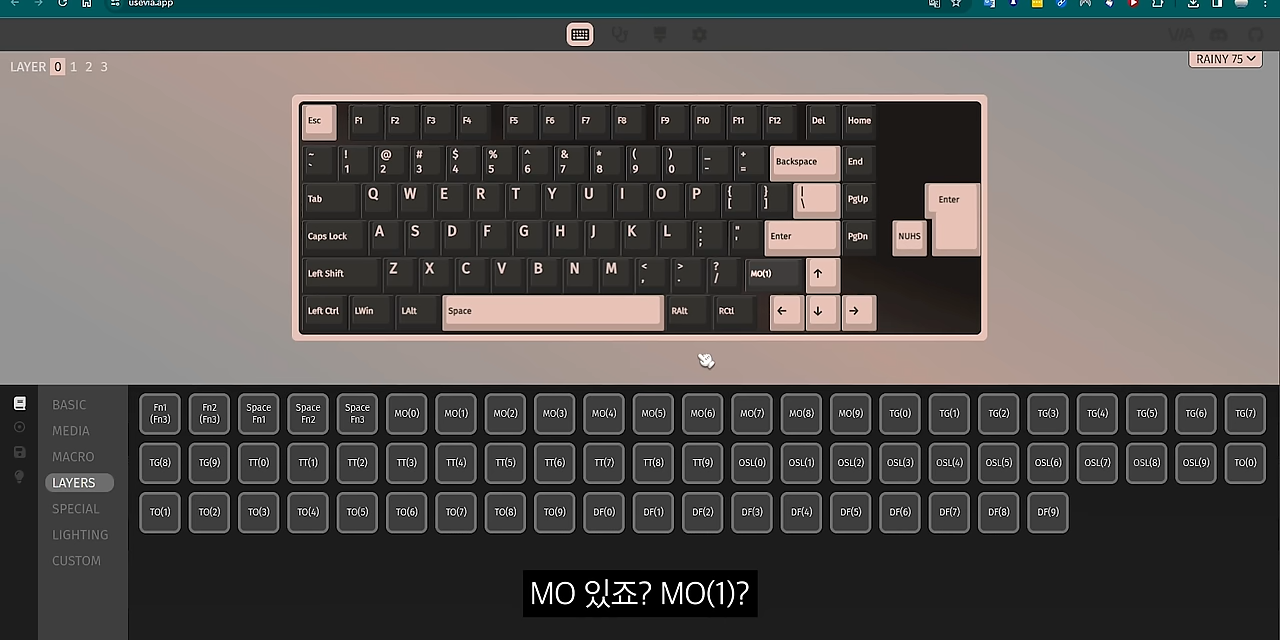 usevia.app
VIA
LAYER 0 1 2 3
RAINY 75
Esc F1 F2 F3 F4 F5 F6 F7 F8 F9 F10 F11 F12 Del Home
~ ! @ # $ % ^ & * ( ) _ + Backspace End
` 1 2 3 4 5 6 7 8 9 0 - =
Tab Q W E R T Y U I O P { } | PgUp Enter
[ ] \
Caps Lock A S D F G H J K L : " Enter PgDn NUHS
; '
Left Shift Z X C V B N M < > ? MO(1) ↑
, . /
Left Ctrl LWin LAlt Space RAlt RCtl ← ↓ →
BASIC
MEDIA
MACRO
LAYERS
SPECIAL
LIGHTING
CUSTOM
Fn1 Fn2 Space Space Space MO(0) MO(1) MO(2) MO(3) MO(4) MO(5) MO(6) MO(7) MO(8) MO(9) TG(0) TG(1) TG(2) TG(3) TG(4) TG(5) TG(6) TG(7)
(Fn3) (Fn3) Fn1 Fn2 Fn3
TG(8) TG(9) TT(0) TT(1) TT(2) TT(3) TT(4) TT(5) TT(6) TT(7) TT(8) TT(9) OSL(0) OSL(1) OSL(2) OSL(3) OSL(4) OSL(5) OSL(6) OSL(7) OSL(8) OSL(9) TO(0)
TO(1) TO(2) TO(3) TO(4) TO(5) TO(6) TO(7) TO(8) TO(9) DF(0) DF(1) DF(2) DF(3) DF(4) DF(5) DF(6) DF(7) DF(8) DF(9)
MO 있죠? MO(1)?